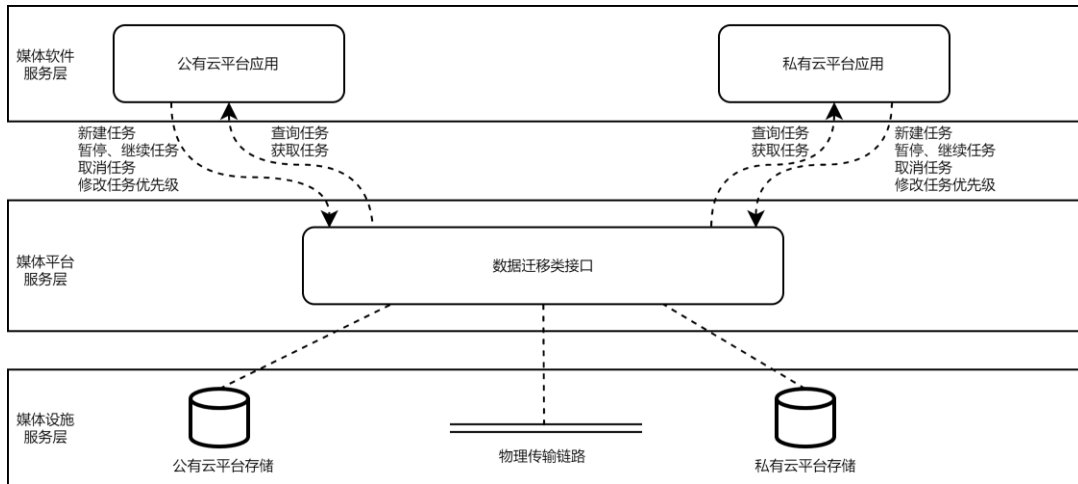 媒体软件
服务层
公有云平台应用
私有云平台应用
新建任务
暂停、继续任务
取消任务
修改任务优先级
查询任务
获取任务
查询任务
获取任务
新建任务
暂停、继续任务
取消任务
修改任务优先级
媒体平台
服务层
数据迁移类接口
媒体设施
服务层
公有云平台存储
物理传输链路
私有云平台存储